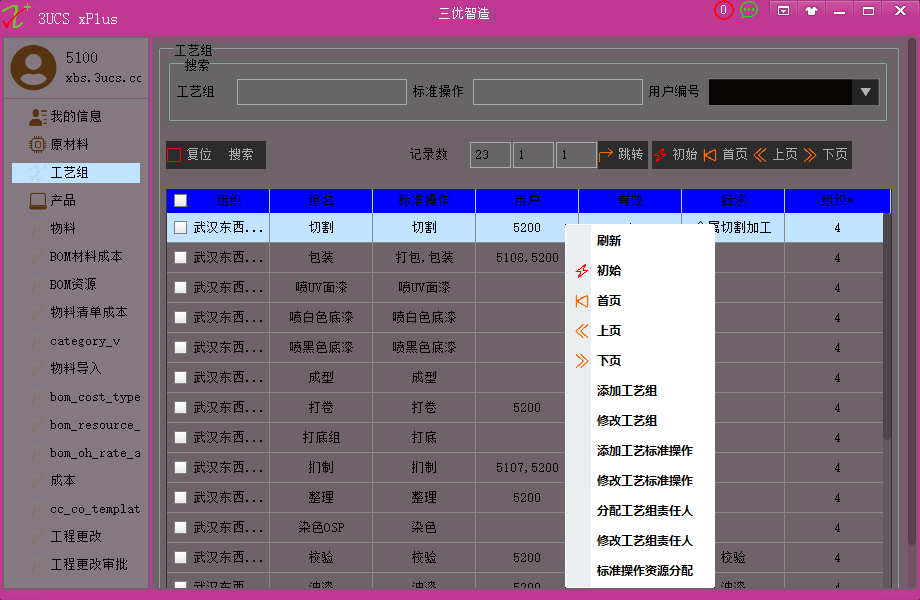 3UCS xPlus
三优智造
0
5100
xbs.3ucs.cc
我的信息
原材料
工艺组
产品
物料
BOM材料成本
BOM资源
物料清单成本
category_v
物料导入
bom_cost_type
bom_resource_
bom_oh_rate_a
成本
cc_co_templat
工程更改
工程更改审批
工艺组
搜索
工艺组 标准操作 用户编号
复位 搜索 记录数 23 1 1 跳转 初始 首页 上页 下页
组织 组名 标准操作 用户 有效 描述 组织▼
武汉东西... 切割 切割 5200 金属切割加工 4
武汉东西... 包装 打包,包装 5108,5200 4
武汉东西... 喷UV面漆 喷UV面漆 4
武汉东西... 喷白色底漆 喷白色底漆 4
武汉东西... 喷黑色底漆 喷黑色底漆 4
武汉东西... 成型 成型 4
武汉东西... 打卷 打卷 5200 4
武汉东西... 打底组 打底 4
武汉东西... 扪制 扪制 5107,5200 4
武汉东西... 整理 整理 5200 4
武汉东西... 染色OSP 染色 4
武汉东西... 校验 校验 5200 校验 4
武汉东西... 油漆 油漆 5200 油漆 4
刷新
初始
首页
上页
下页
添加工艺组
修改工艺组
添加工艺标准操作
修改工艺标准操作
分配工艺组责任人
修改工艺组责任人
标准操作资源分配